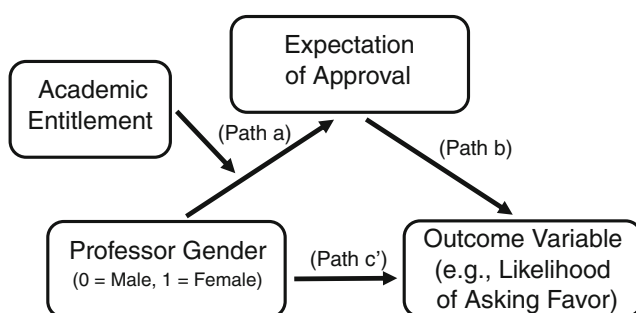 Expectation
of Approval
Academic
Entitlement
(Path a)
(Path b)
Professor Gender
(0 = Male, 1 = Female)
(Path c')
Outcome Variable
(e.g., Likelihood
of Asking Favor)